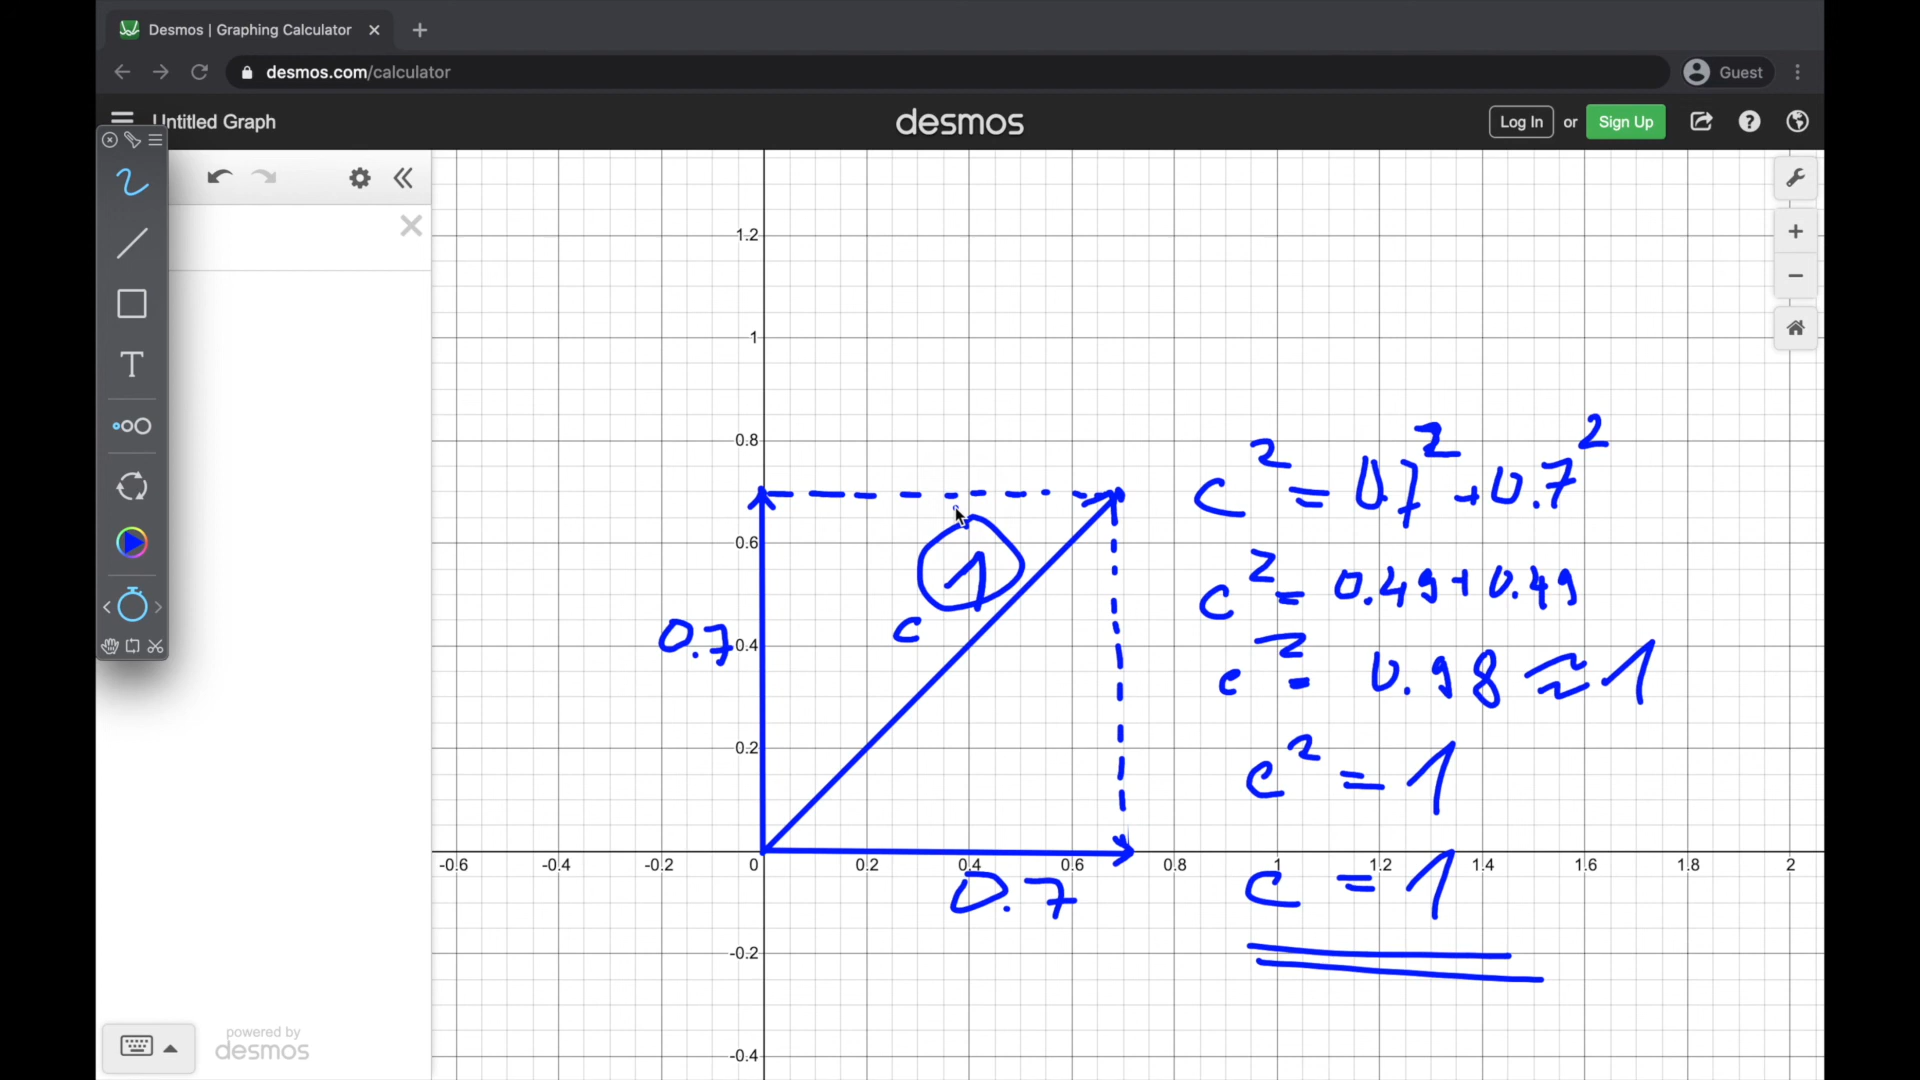 Desmos | Graphing Calculator
desmos.com/calculator
Guest
Untitled Graph
desmos
Log In or Sign Up
T
1.2
1
0.8
0.6
0.4
0.2
-0.6 -0.4 -0.2 0 0.2 0.4 0.6 0.8 1 1.2 1.4 1.6 1.8 2
-0.2
-0.4
0.7
1
c
0.7
c² = 0.7² + 0.7²
c² = 0.49 + 0.49
c² = 0.98 ≈ 1
c² = 1
c = 1
powered by
desmos